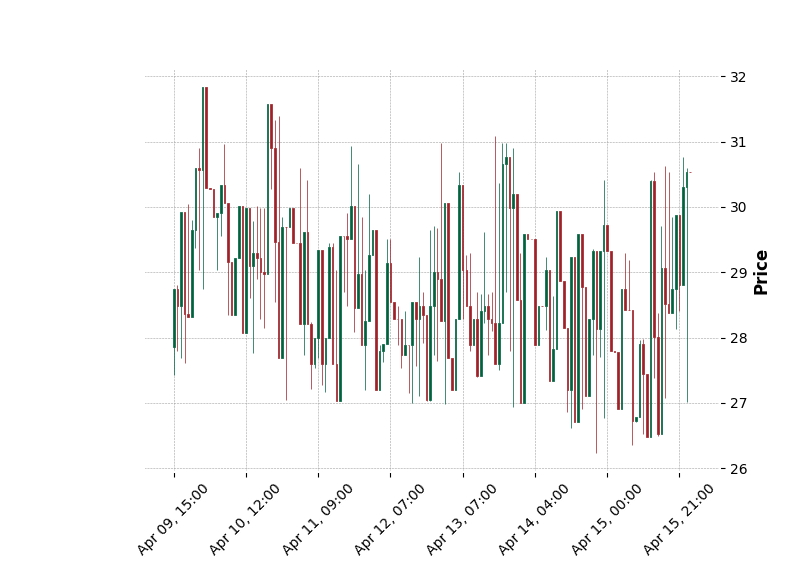 32
31
30
29
28
27
26
Price
Apr 09, 15:00
Apr 10, 12:00
Apr 11, 09:00
Apr 12, 07:00
Apr 13, 07:00
Apr 14, 04:00
Apr 15, 00:00
Apr 15, 21:00